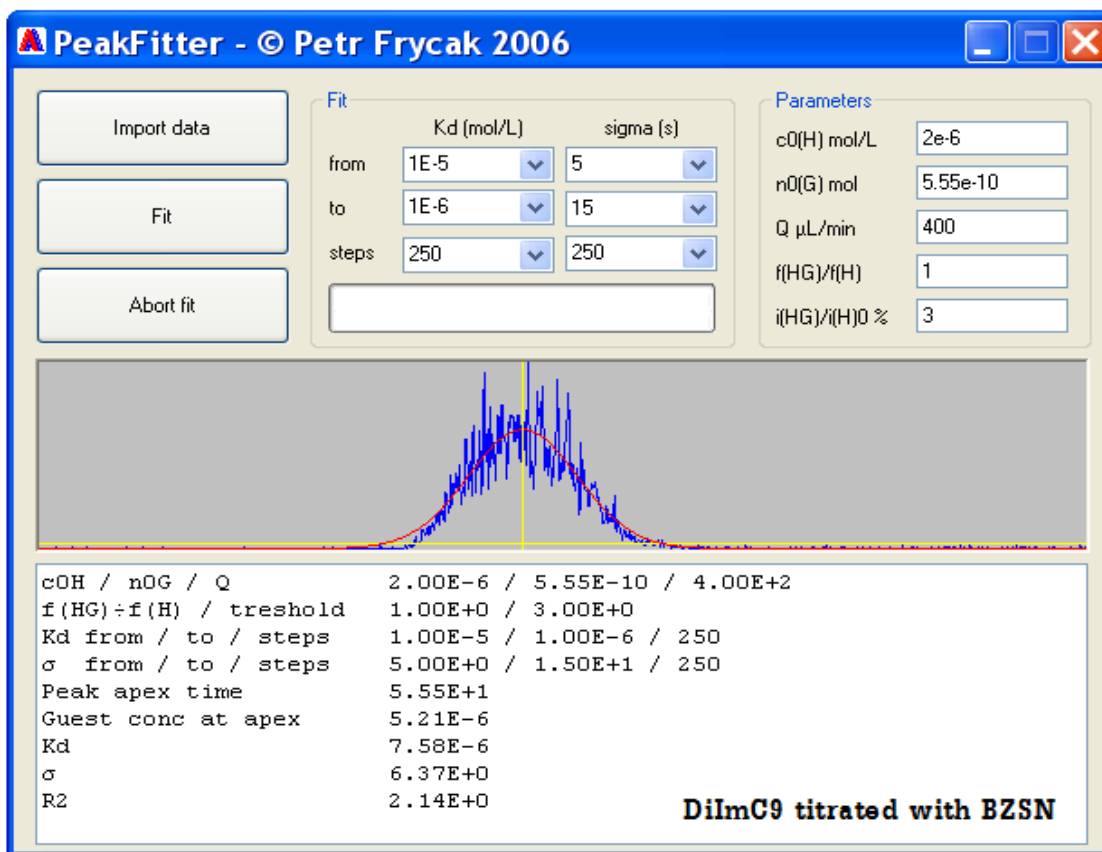 PeakFitter - © Petr Frycak 2006
Import data
Fit
Abort fit
Fit
Kd (mol/L) sigma (s)
from 1E-5 5
to 1E-6 15
steps 250 250
Parameters
c0(H) mol/L 2e-6
n0(G) mol 5.55e-10
Q µL/min 400
f(HG)/f(H) 1
i(HG)/i(H)0 % 3
c0H / n0G / Q 2.00E-6 / 5.55E-10 / 4.00E+2
f(HG)÷f(H) / treshold 1.00E+0 / 3.00E+0
Kd from / to / steps 1.00E-5 / 1.00E-6 / 250
σ from / to / steps 5.00E+0 / 1.50E+1 / 250
Peak apex time 5.55E+1
Guest conc at apex 5.21E-6
Kd 7.58E-6
σ 6.37E+0
R2 2.14E+0
DiImC9 titrated with BZSN